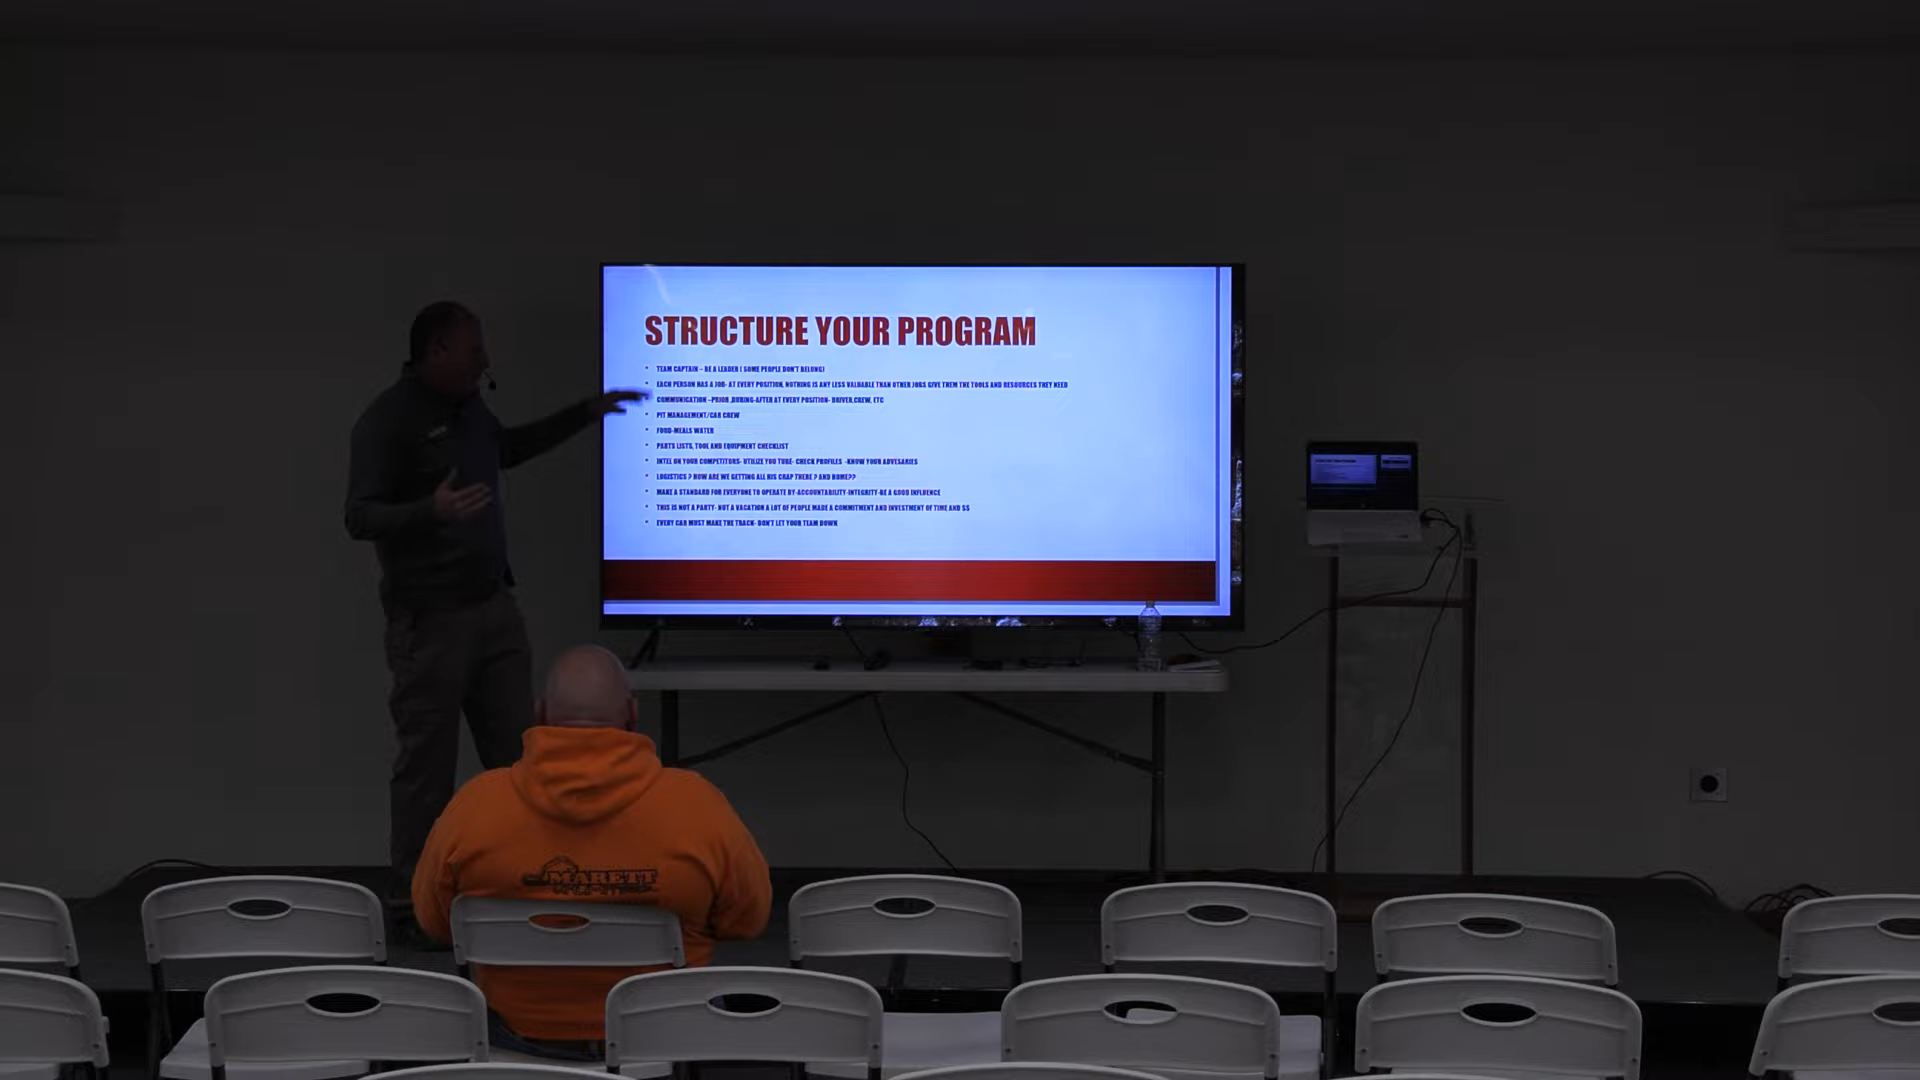 STRUCTURE YOUR PROGRAM
• TEAM CAPTAIN - BE A LEADER ( SOME PEOPLE DON'T BELONG)
• EACH PERSON HAS A JOB- AT EVERY POSITION, NOTHING IS ANY LESS VALUABLE THAN OTHER JOBS GIVE THEM THE TOOLS AND RESOURCES THEY NEED
• COMMUNICATION -PRIOR ,DURING-AFTER AT EVERY POSITION- DRIVER,CREW, ETC
• PIT MANAGEMENT/CAR CREW
• FOOD-MEALS WATER
• PARTS LISTS, TOOL AND EQUIPMENT CHECKLIST
• INTEL ON YOUR COMPETITORS- UTILIZE YOU TUBE- CHECK PROFILES -KNOW YOUR ADVESARIES
• LOGISTICS ? HOW ARE WE GETTING ALL HIS CRAP THERE ? AND HOME??
• MAKE A STANDARD FOR EVERYONE TO OPERATE BY-ACCOUNTABILITY-INTEGRITY-BE A GOOD INFLUENCE
• THIS IS NOT A PARTY- NOT A VACATION A LOT OF PEOPLE MADE A COMMITMENT AND INVESTMENT OF TIME AND $$
• EVERY CAR MUST MAKE THE TRACK- DON'T LET YOUR TEAM DOWN
MARETT